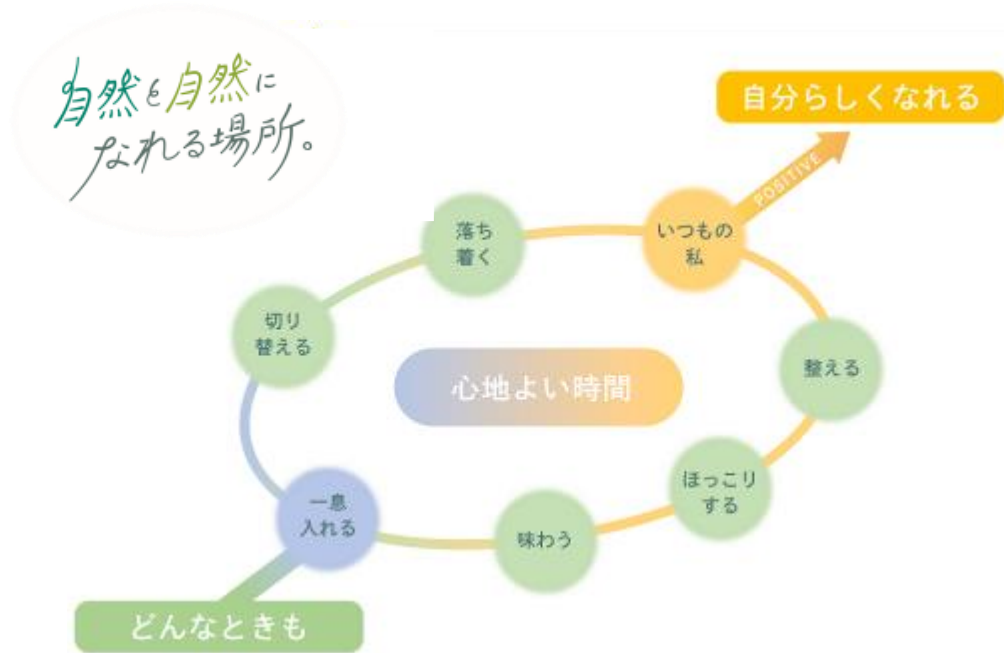 自然と自然に
なれる場所。
自分らしくなれる
POSITIVE
落ち
着く
いつもの
私
切り
替える
整える
心地よい時間
ほっこり
する
一息
入れる
味わう
どんなときも